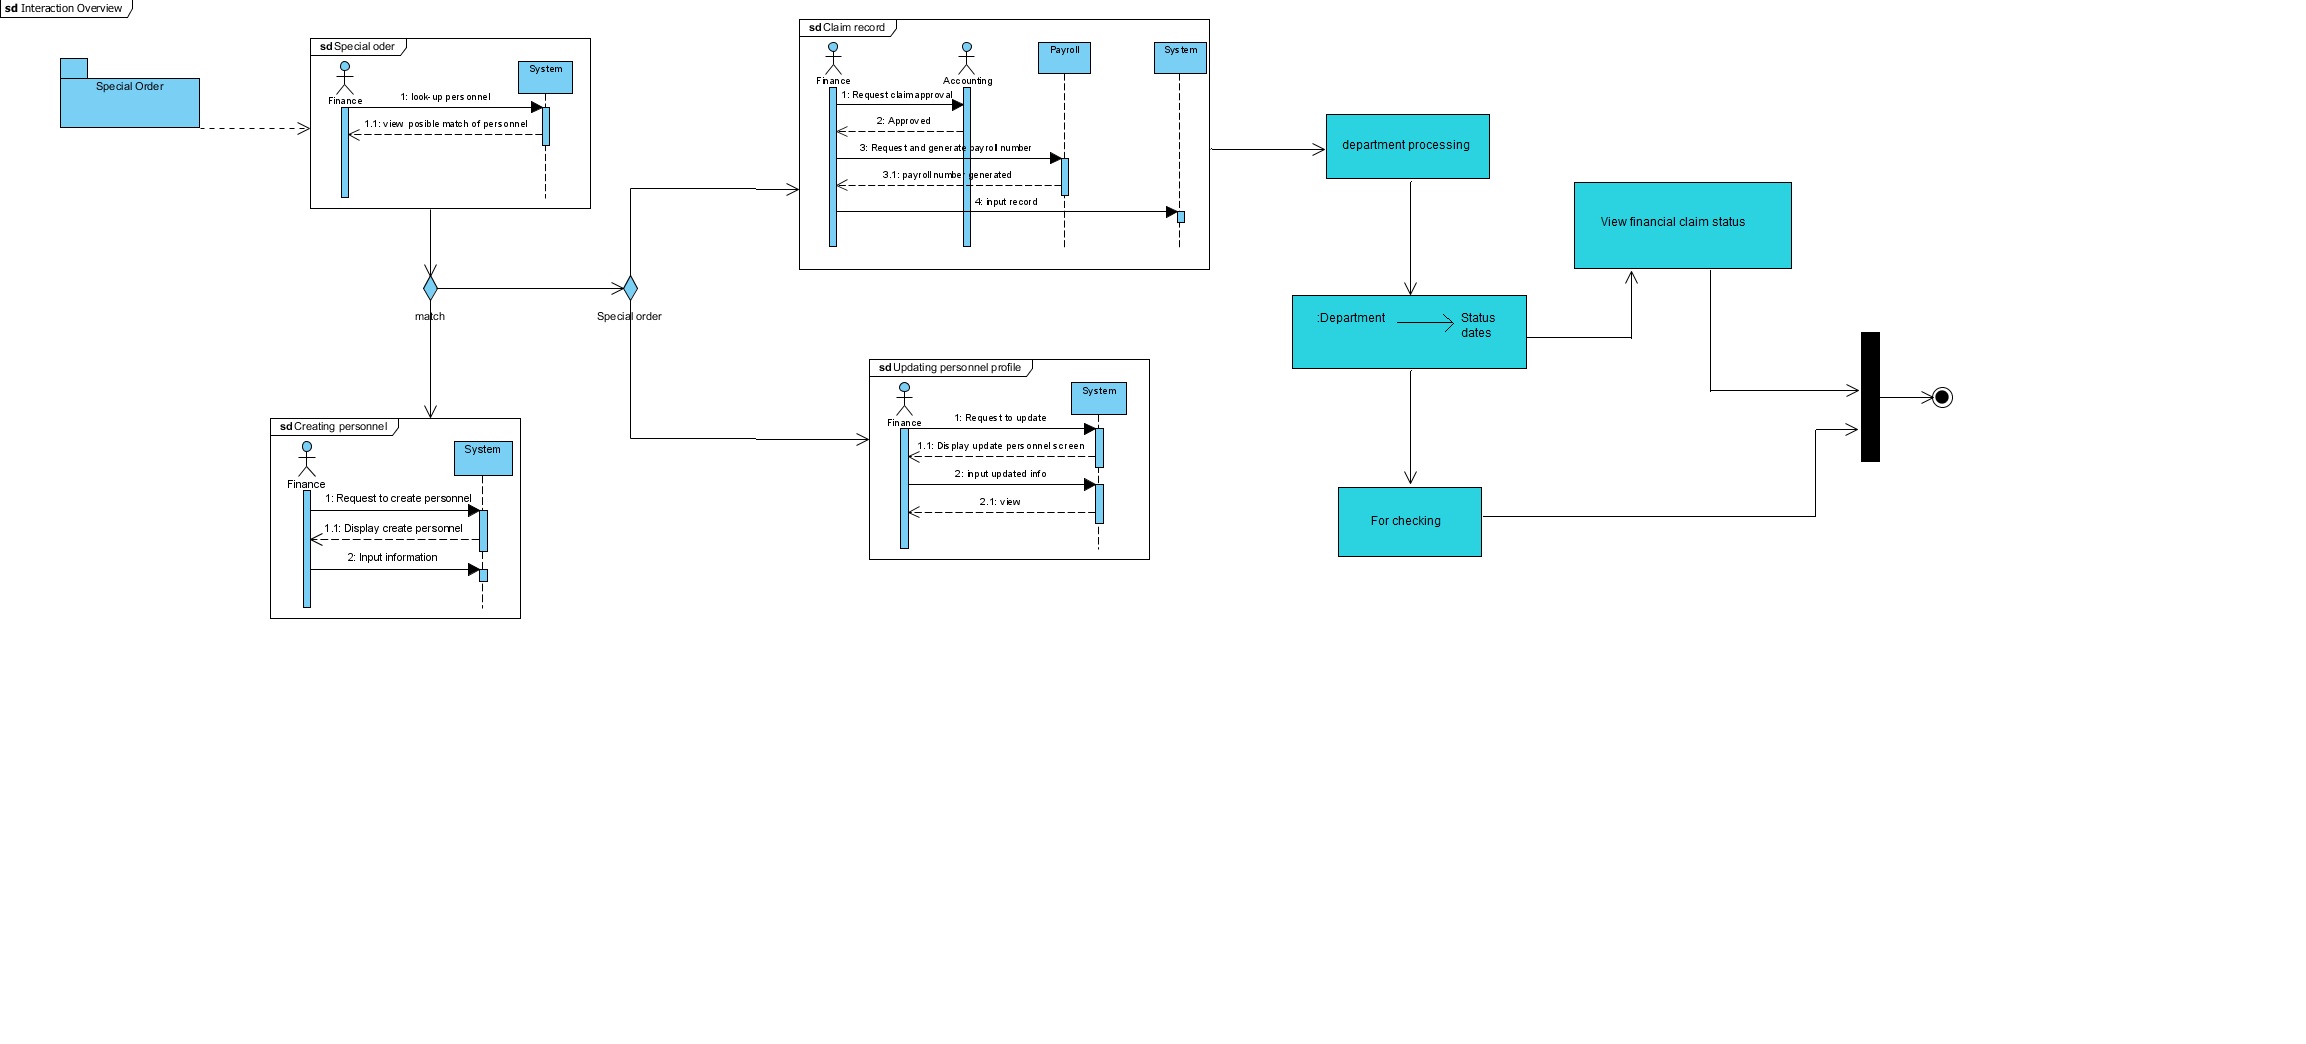 sd Interaction Overview
Special Order
sd Special oder
Finance
System
1: look-up personnel
1.1: view posible match of personnel
match
Special order
sd Creating personnel
Finance
System
1: Request to create personnel
1.1: Display create personnel
2: Input information
sd Claim record
Finance
Accounting
Payroll
System
1: Request claim approval
2: Approved
3: Request and generate payroll number
3.1: payroll number generated
4: input record
sd Updating personnel profile
Finance
System
1: Request to update
1.1: Display update personnel screen
2: input updated info
2.1: view
department processing
:Department
Status
dates
View financial claim status
For checking